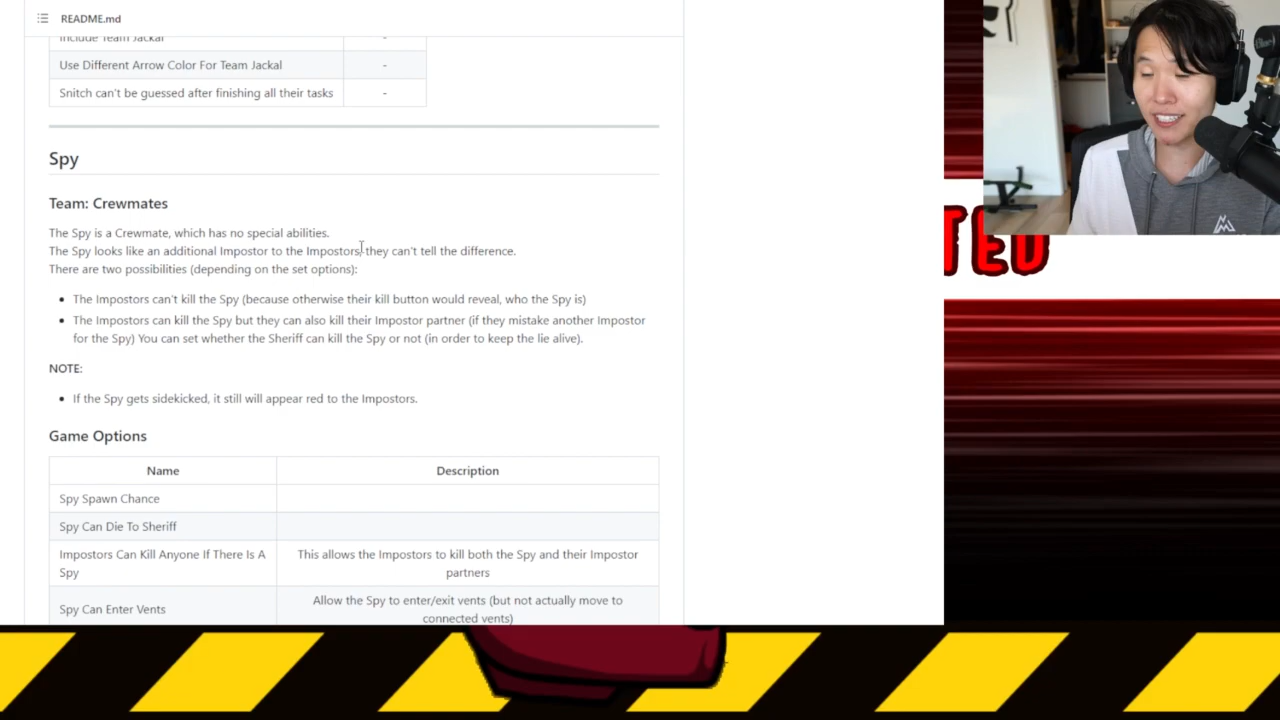 README.md
Include Team Jackal -
Use Different Arrow Color For Team Jackal -
Snitch can't be guessed after finishing all their tasks -
Spy
Team: Crewmates
The Spy is a Crewmate, which has no special abilities.
The Spy looks like an additional Impostor to the Impostors, they can't tell the difference.
There are two possibilities (depending on the set options):
• The Impostors can't kill the Spy (because otherwise their kill button would reveal, who the Spy is)
• The Impostors can kill the Spy but they can also kill their Impostor partner (if they mistake another Impostor
for the Spy) You can set whether the Sheriff can kill the Spy or not (in order to keep the lie alive).
NOTE:
• If the Spy gets sidekicked, it still will appear red to the Impostors.
Game Options
Name Description
Spy Spawn Chance
Spy Can Die To Sheriff
Impostors Can Kill Anyone If There Is A
Spy
This allows the Impostors to kill both the Spy and their Impostor
partners
Spy Can Enter Vents
Allow the Spy to enter/exit vents (but not actually move to
connected vents)
TED